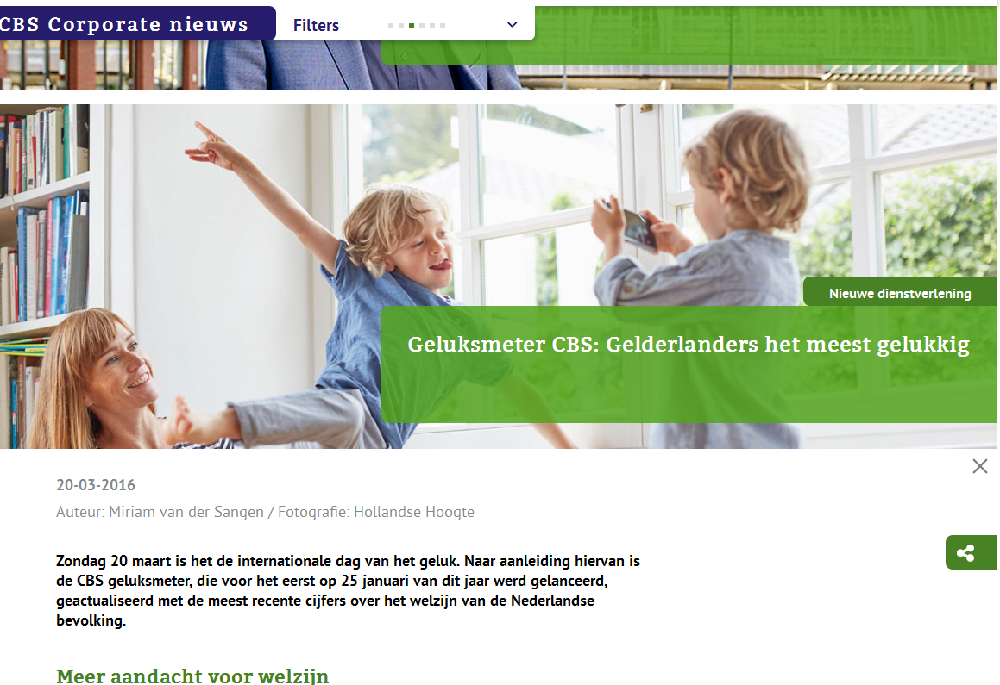 CBS Corporate nieuws
Filters
Nieuwe dienstverlening
Geluksmeter CBS: Gelderlanders het meest gelukkig
20-03-2016
Auteur: Miriam van der Sangen / Fotografie: Hollandse Hoogte
Zondag 20 maart is het de internationale dag van het geluk. Naar aanleiding hiervan is
de CBS geluksmeter, die voor het eerst op 25 januari van dit jaar werd gelanceerd,
geactualiseerd met de meest recente cijfers over het welzijn van de Nederlandse
bevolking.
Meer aandacht voor welzijn